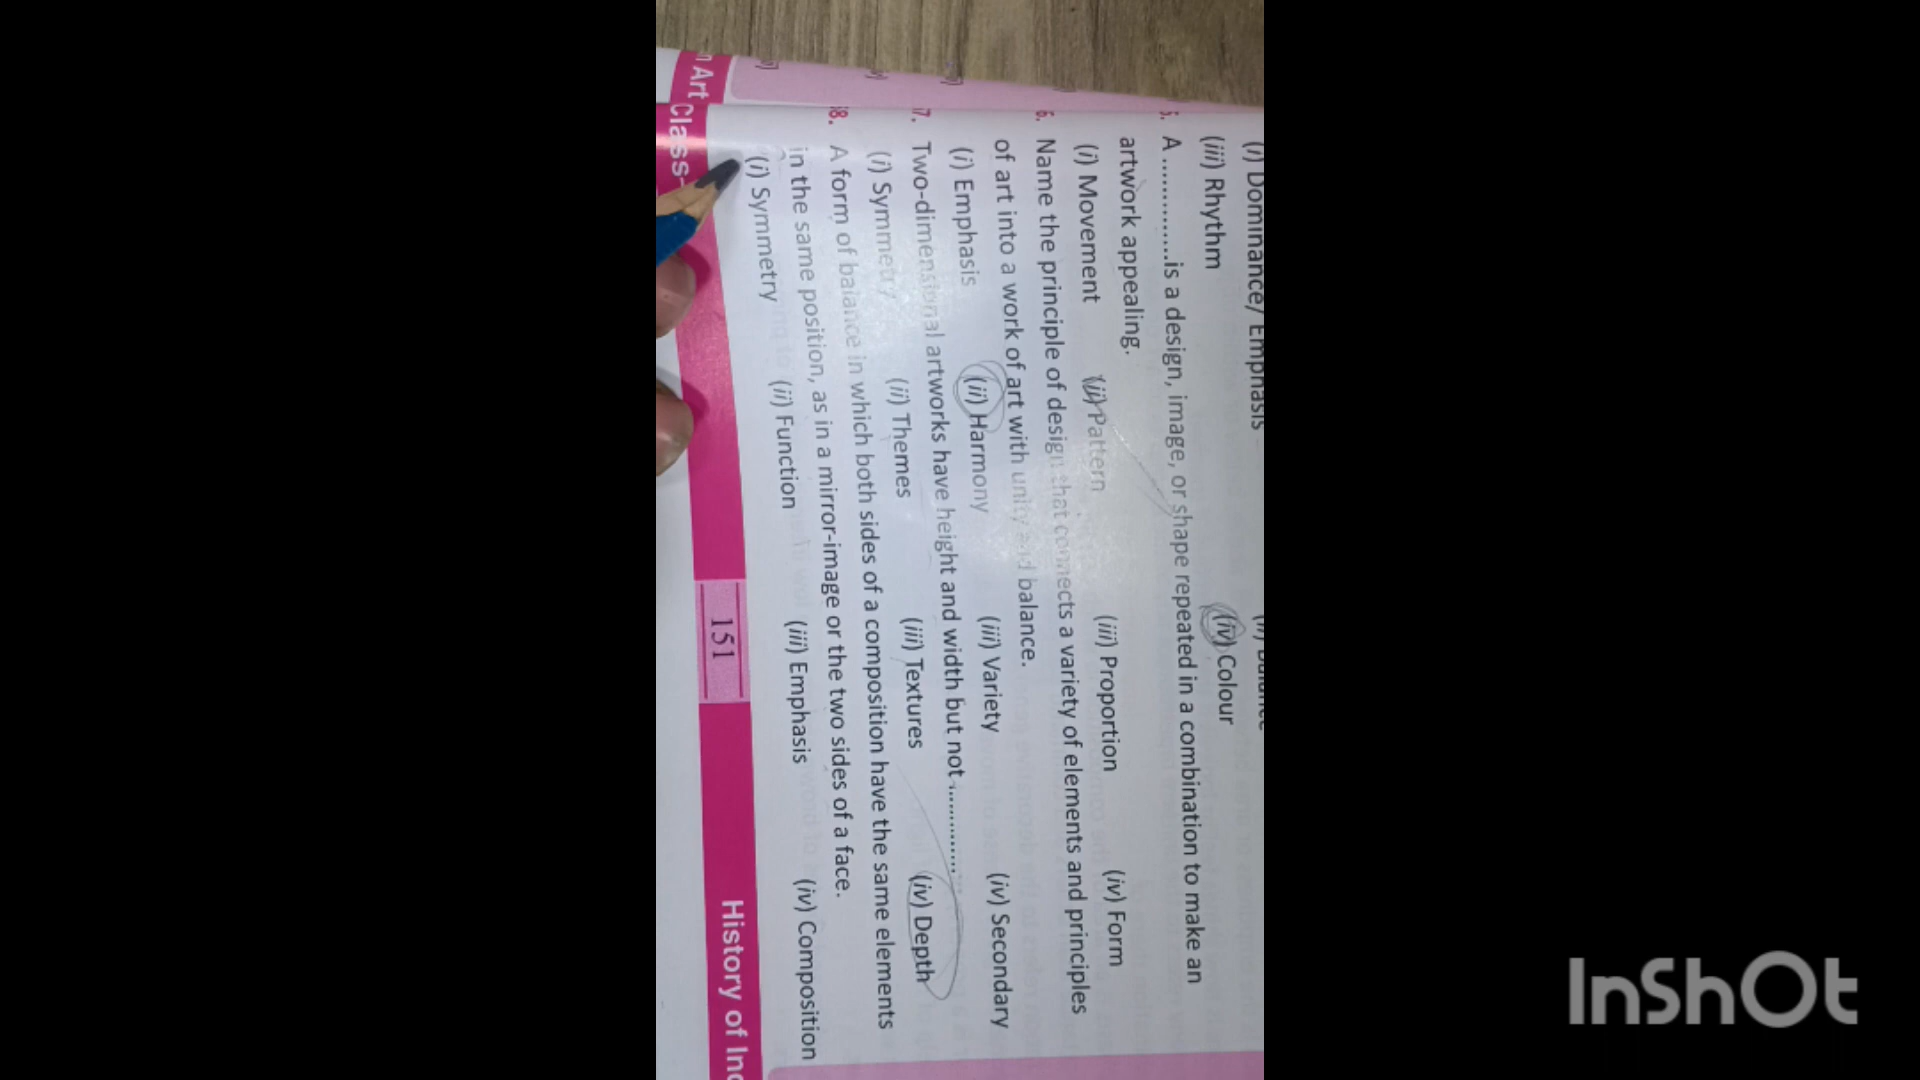 (iii) Rhythm (iv) Colour
5. A ............is a design, image, or shape repeated in a combination to make an
artwork appealing.
(i) Movement (ii) Pattern (iii) Proportion (iv) Form
6. Name the principle of design that connects a variety of elements and principles
of art into a work of art with unity and balance.
(i) Emphasis (ii) Harmony (iii) Variety (iv) Secondary
7. Two-dimensional artworks have height and width but not ............
(i) Symmetry (ii) Themes (iii) Textures (iv) Depth
8. A form of balance in which both sides of a composition have the same elements
in the same position, as in a mirror-image or the two sides of a face.
(i) Symmetry (ii) Function (iii) Emphasis (iv) Composition
Art Class- 151 History of
InShOt